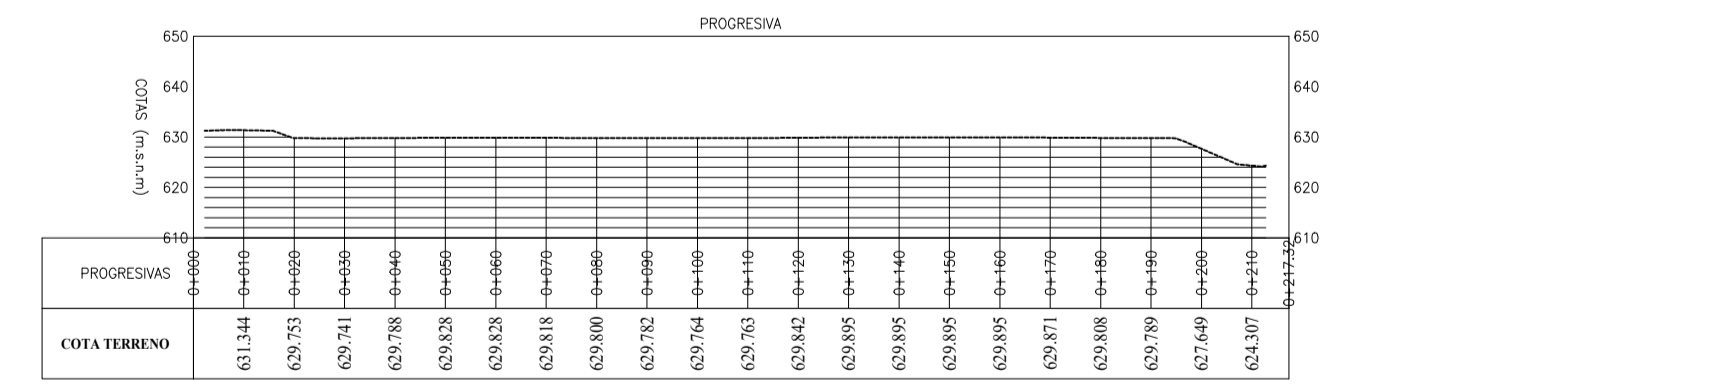 PROGRESIVA
650 650
640 640
COTAS (m.s.n.m)
630 630
620 620
610 610
PROGRESIVAS 0+000 0+010 0+020 0+030 0+040 0+050 0+060 0+070 0+080 0+090 0+100 0+110 0+120 0+130 0+140 0+150 0+160 0+170 0+180 0+190 0+200 0+210 0+217.32
COTA TERRENO 631.344 629.753 629.741 629.788 629.828 629.828 629.818 629.800 629.782 629.764 629.763 629.842 629.895 629.895 629.895 629.895 629.871 629.808 629.789 627.649 624.307